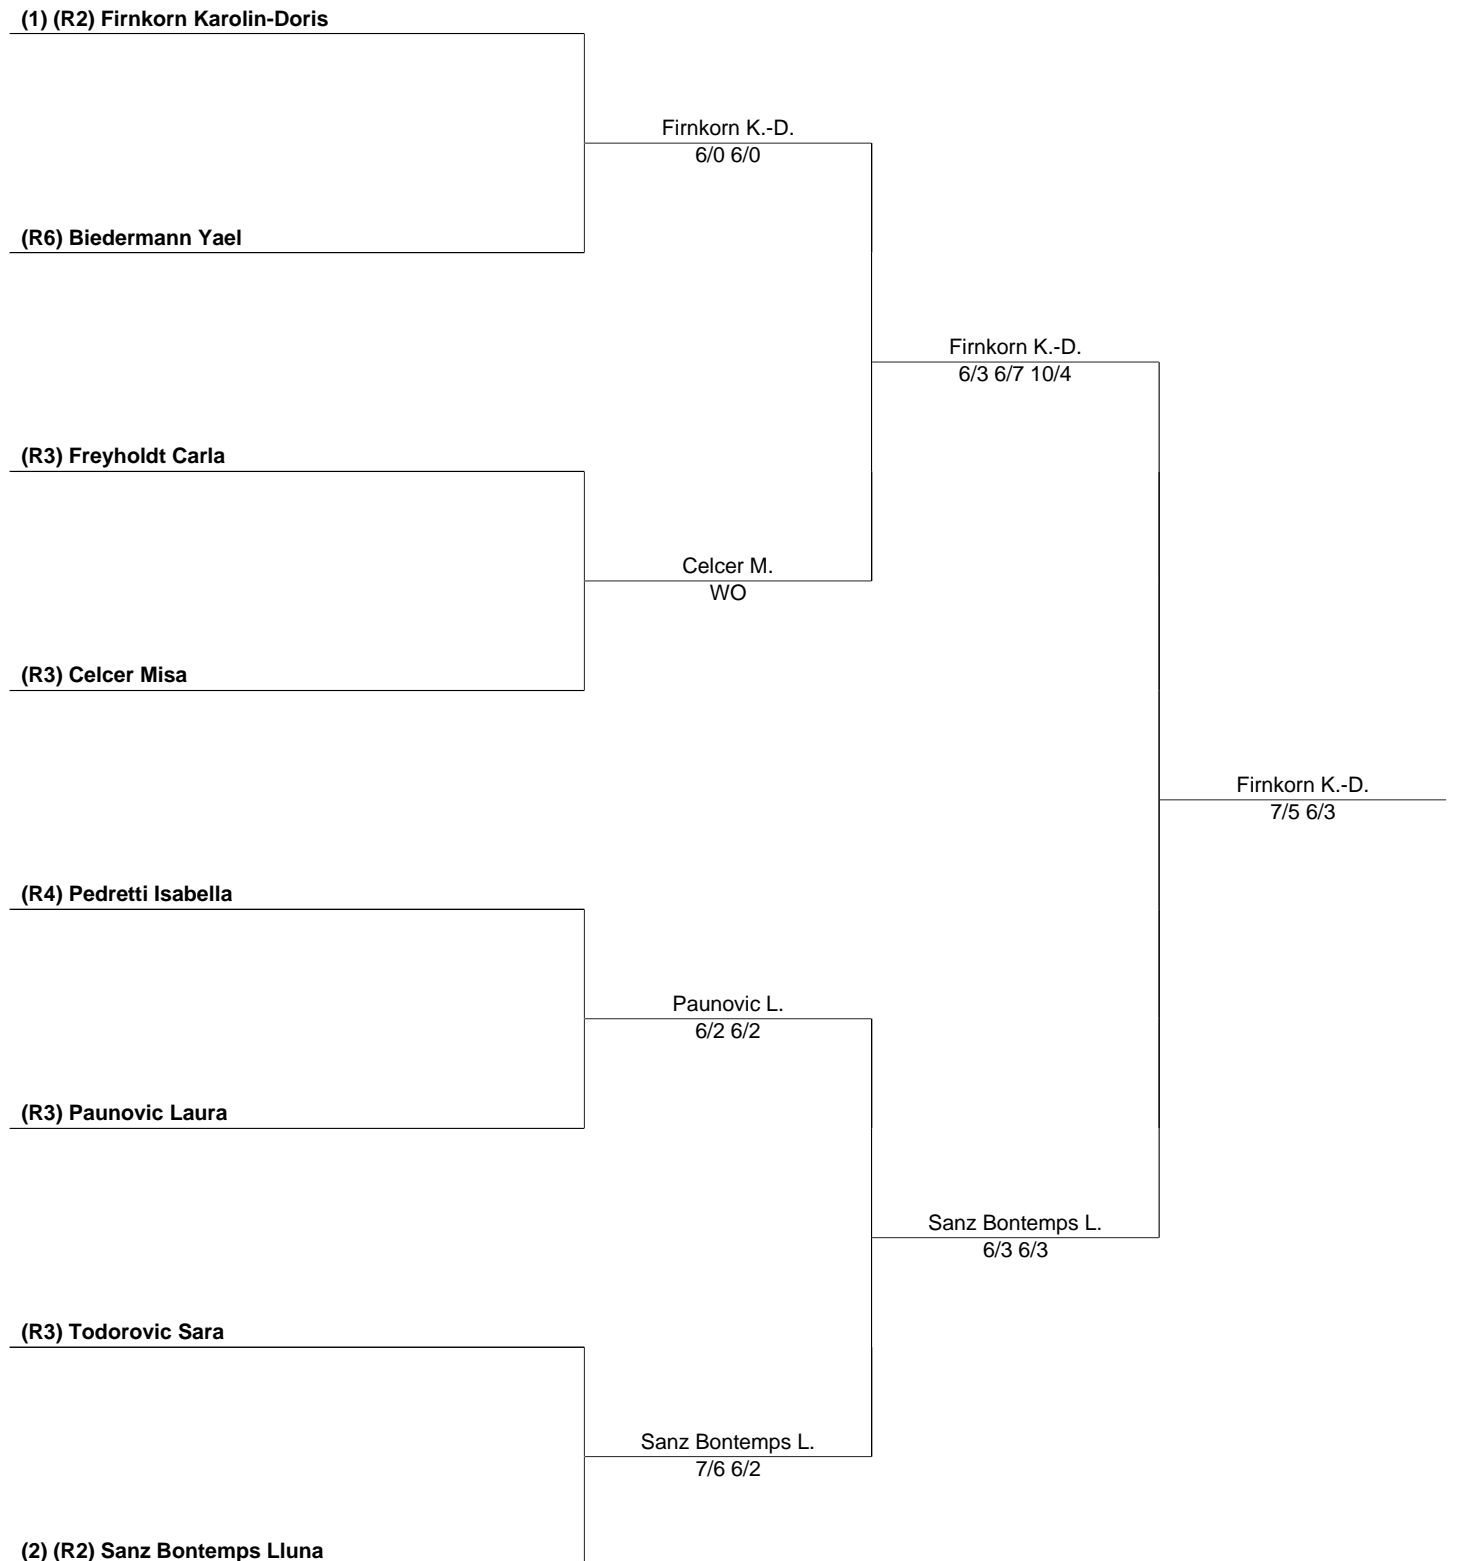 (1) (R2) Firnkorn Karolin-Doris
Firnkorn K.-D.
6/0 6/0
(R6) Biedermann Yael
Firnkorn K.-D.
6/3 6/7 10/4
(R3) Freyholdt Carla
Celcer M.
WO
(R3) Celcer Misa
Firnkorn K.-D.
7/5 6/3
(R4) Pedretti Isabella
Paunovic L.
6/2 6/2
(R3) Paunovic Laura
Sanz Bontemps L.
6/3 6/3
(R3) Todorovic Sara
Sanz Bontemps L.
7/6 6/2
(2) (R2) Sanz Bontemps Lluna